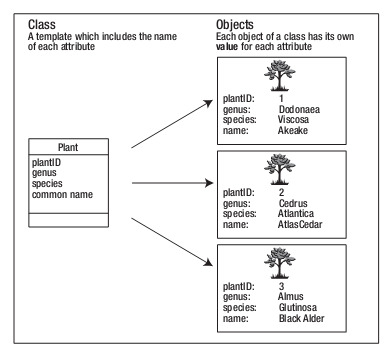 Class
A template which includes the name
of each attribute
Objects
Each object of a class has its own
value for each attribute
Plant
plantID
genus
species
common name
plantID: 1
genus: Dodonaea
species: Viscosa
name: Akeake
plantID: 2
genus: Cedrus
species: Atlantica
name: AtlasCedar
plantID: 3
genus: Almus
species: Glutinosa
name: Black Alder